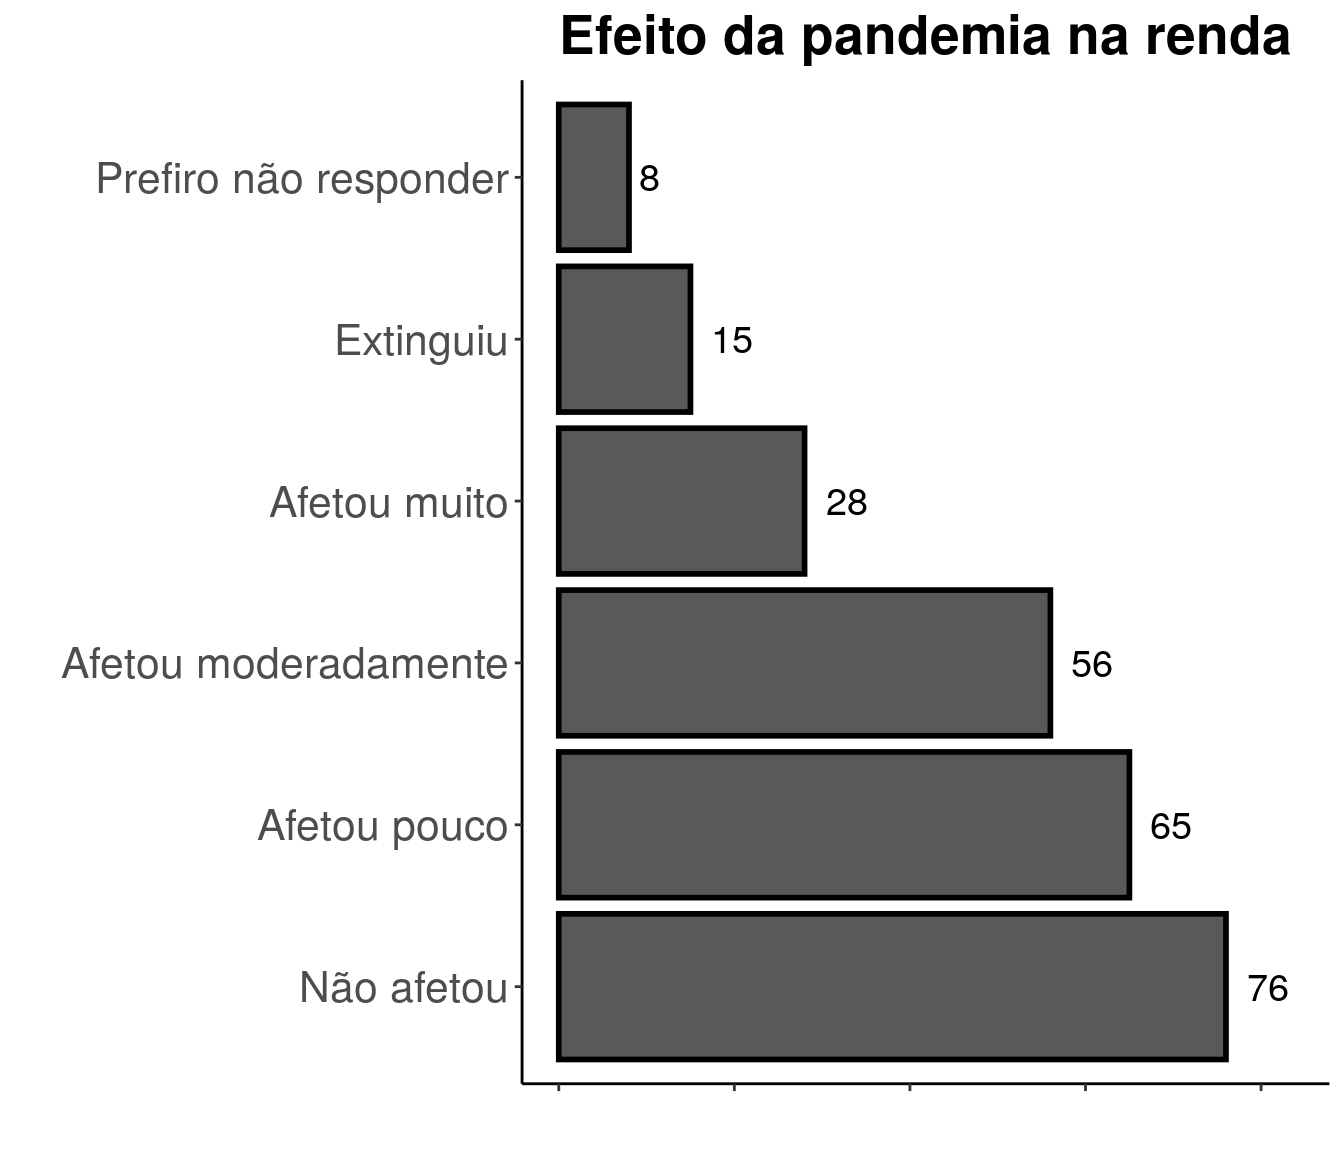 Efeito da pandemia na renda
Prefiro não responder 8
Extinguiu 15
Afetou muito 28
Afetou moderadamente 56
Afetou pouco 65
Não afetou 76